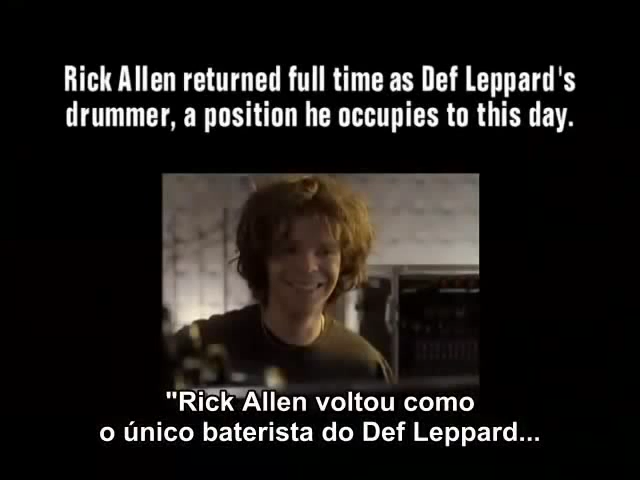 Rick Allen returned full time as Def Leppard's
drummer, a position he occupies to this day.
"Rick Allen voltou como
o único baterista do Def Leppard...